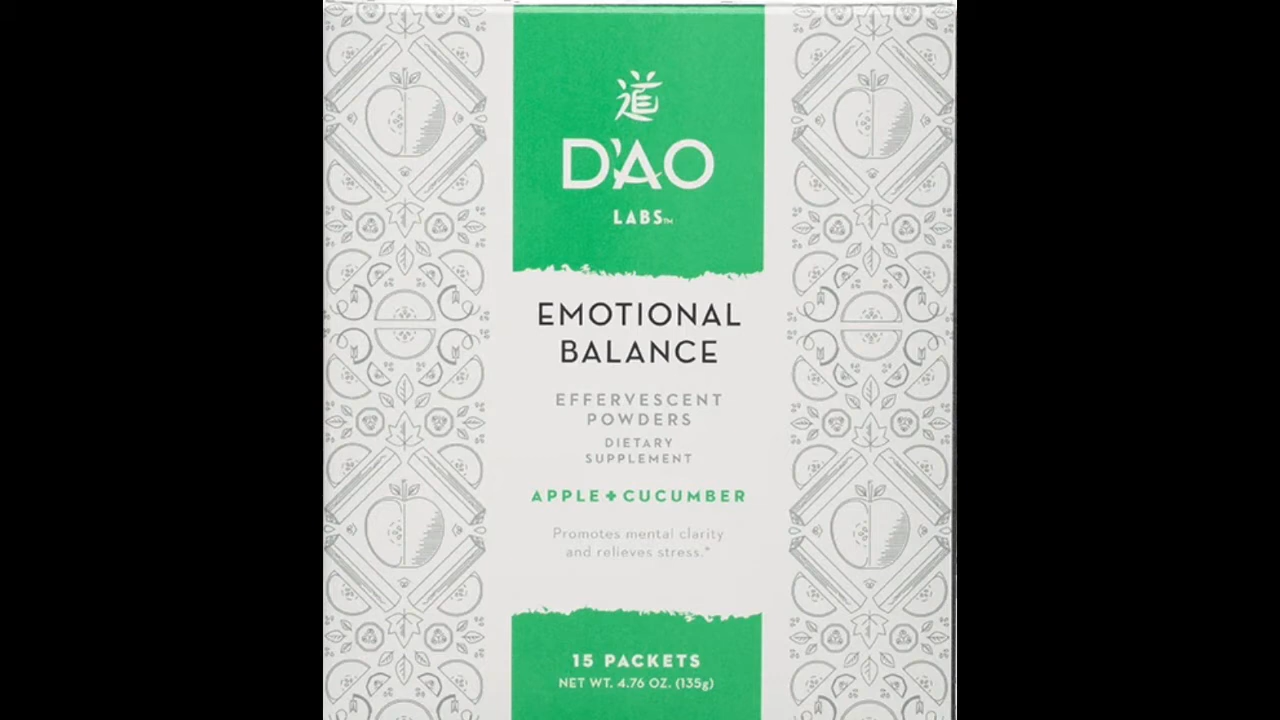 道
D'AO
LABS™
EMOTIONAL
BALANCE
EFFERVESCENT
POWDERS
DIETARY
SUPPLEMENT
APPLE+CUCUMBER
Promotes mental clarity
and relieves stress.*
15 PACKETS
NET WT. 4.76 OZ. (135g)